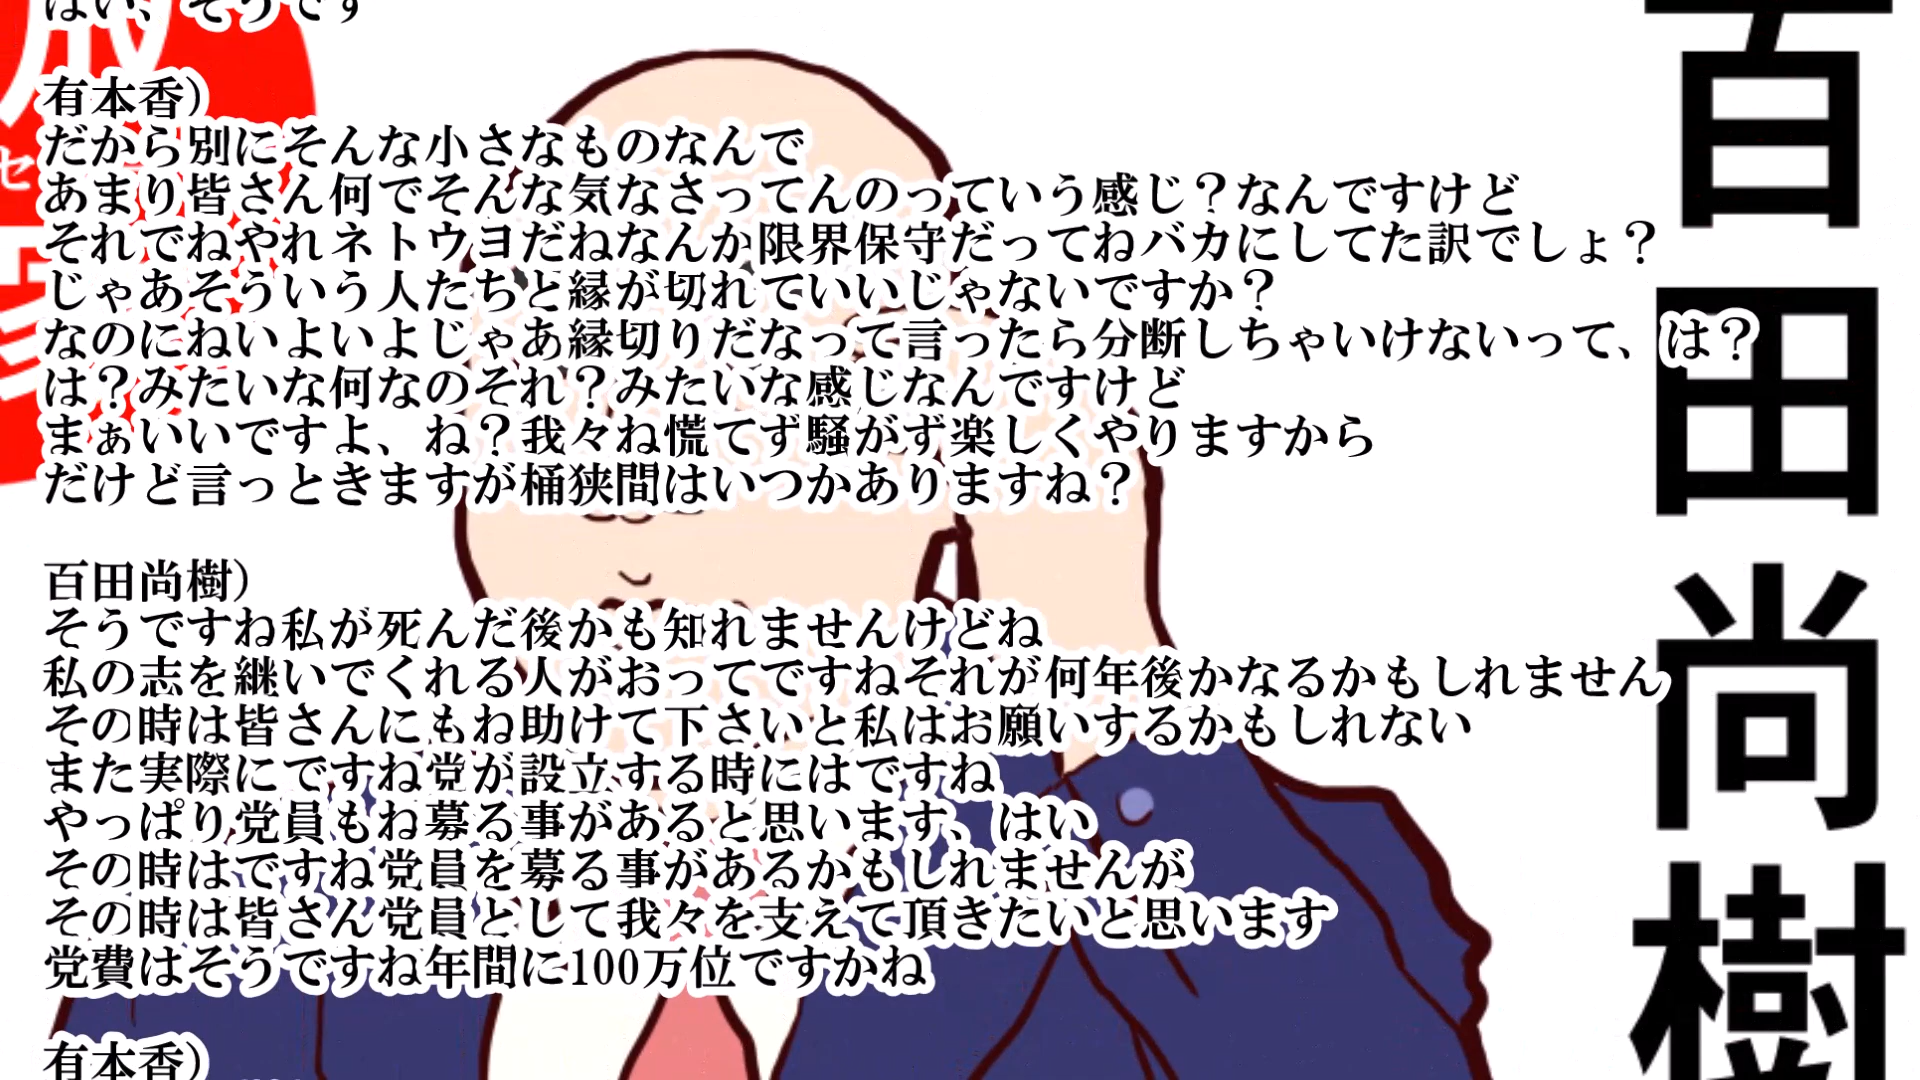 はい、そうです
有本香）
だから別にそんな小さなものなんで
あまり皆さん何でそんな気なさってんのっていう感じ？なんですけど
それでねやれネトウヨだねなんか限界保守だってねバカにしてた訳でしょ？
じゃあそういう人たちと縁が切れていいじゃないですか？
なのにねいよいよじゃあ縁切りだなって言ったら分断しちゃいけないって、は？
は？みたいな何なのそれ？みたいな感じなんですけど
まぁいいですよ、ね？我々ね慌てず騒がず楽しくやりますから
だけど言っときますが桶狭間はいつかありますね？
百田尚樹）
そうですね私が死んだ後かも知れませんけどね
私の志を継いでくれる人がおってですねそれが何年後かなるかもしれません
その時は皆さんにもね助けて下さいと私はお願いするかもしれない
また実際にですね党が設立する時にはですね
やっぱり党員もね募る事があると思います、はい
その時はですね党員を募る事があるかもしれませんが
その時は皆さん党員として我々を支えて頂きたいと思います
党費はそうですね年間に100万位ですかね
有本香）
百田尚樹
セ